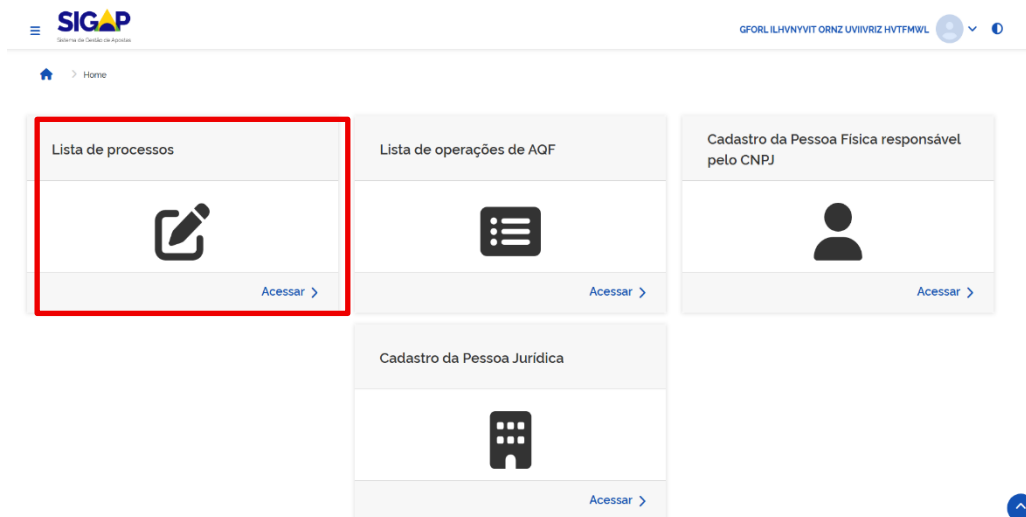 SIGAP
Sistema de Gestão de Apostas
GFORL ILHVNYVIT ORNZ UVIIVRIZ HVTFMWL
Home
Lista de processos
Acessar
Lista de operações de AQF
Acessar
Cadastro da Pessoa Física responsável
pelo CNPJ
Acessar
Cadastro da Pessoa Jurídica
Acessar